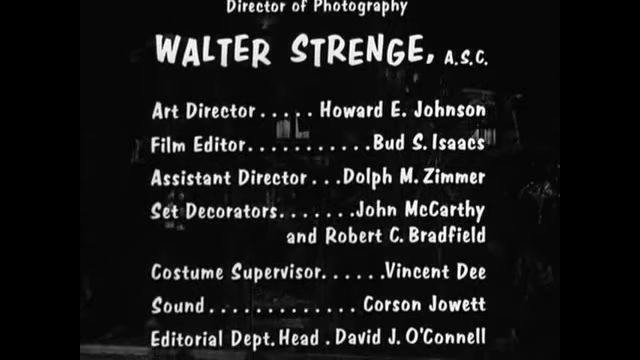 Director of Photography
WALTER STRENGE, A.S.C.
Art Director..... Howard E. Johnson
Film Editor...........Bud S. Isaacs
Assistant Director...Dolph M. Zimmer
Set Decorators.......John McCarthy
and Robert C. Bradfield
Costume Supervisor......Vincent Dee
Sound............. Corson Jowett
Editorial Dept. Head . David J. O'Connell